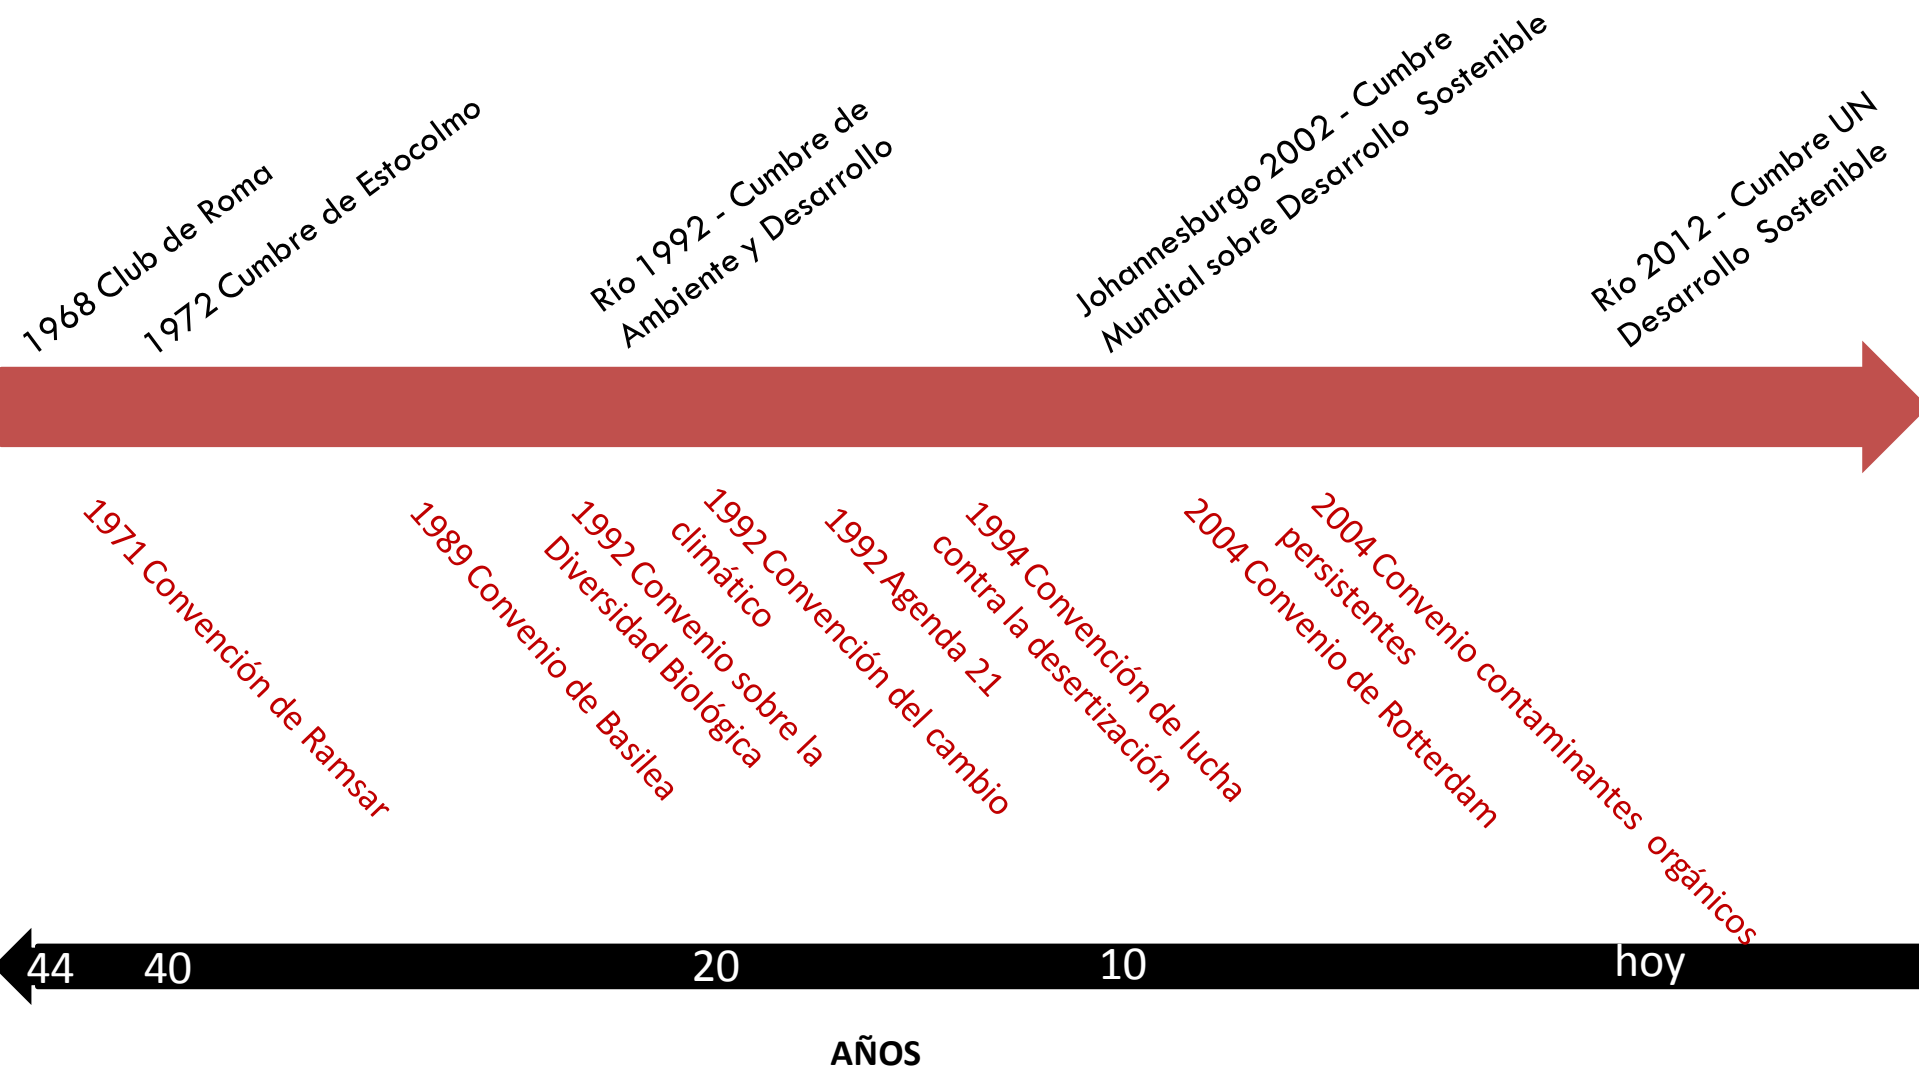 1968 Club de Roma
1972 Cumbre de Estocolmo
Río 1992 - Cumbre de
Ambiente y Desarrollo
Johannesburgo 2002 - Cumbre
Mundial sobre Desarrollo Sostenible
Río 2012 - Cumbre UN
Desarrollo Sostenible
1971 Convención de Ramsar
1989 Convenio de Basilea
1992 Convenio sobre la
Diversidad Biológica
1992 Convención del cambio
climático
1992 Agenda 21
1994 Convención de lucha
contra la desertización
2004 Convenio de Rotterdam
2004 Convenio contaminantes orgánicos
persistentes
44 40 20 10 hoy
AÑOS